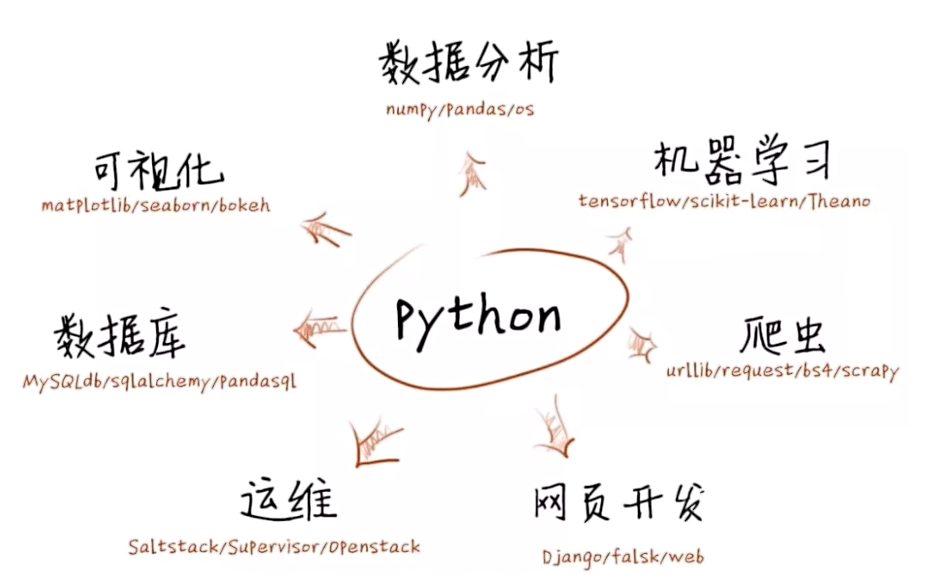 数据分析
numpy/pandas/os
可视化
matplotlib/seaborn/bokeh
机器学习
tensorflow/scikit-learn/Theano
python
数据库
MySQLdb/sqlalchemy/pandasql
爬虫
urllib/request/bs4/scrapy
运维
Saltstack/Supervisor/Openstack
网页开发
Django/falsk/web